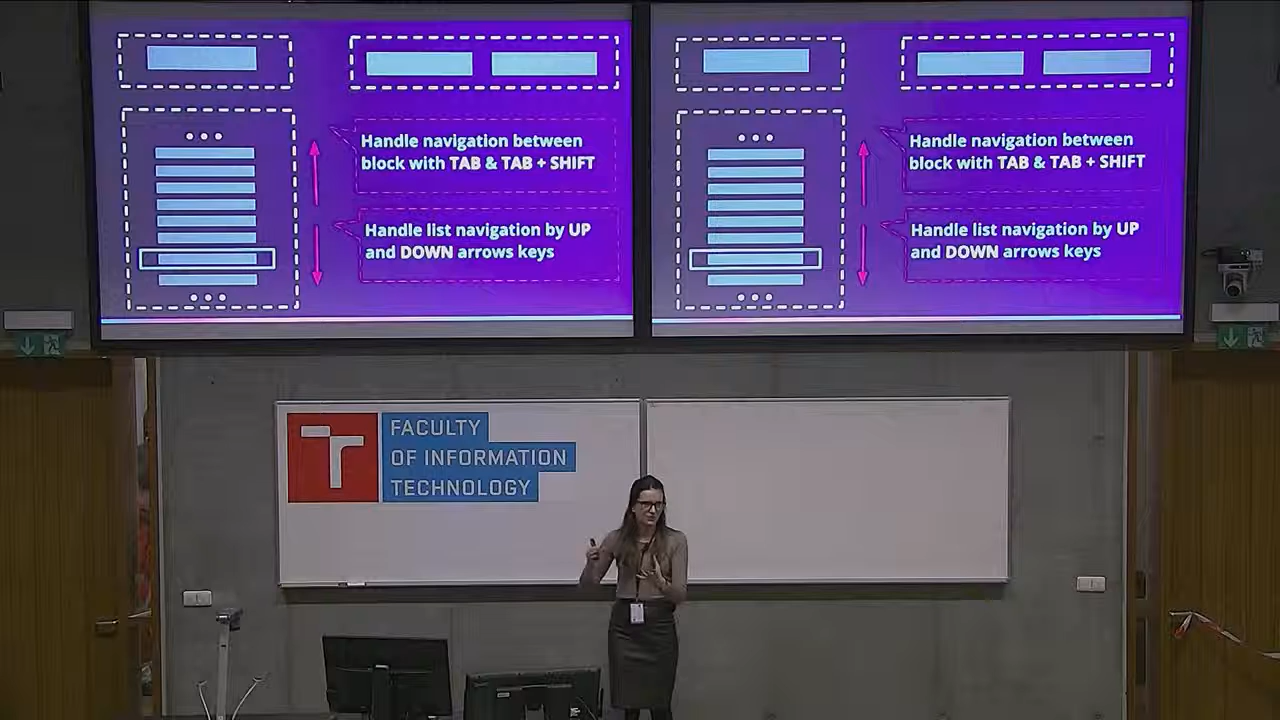 Handle navigation between
block with TAB & TAB + SHIFT
Handle list navigation by UP
and DOWN arrows keys
Handle navigation between
block with TAB & TAB + SHIFT
Handle list navigation by UP
and DOWN arrows keys
FACULTY
OF INFORMATION
TECHNOLOGY